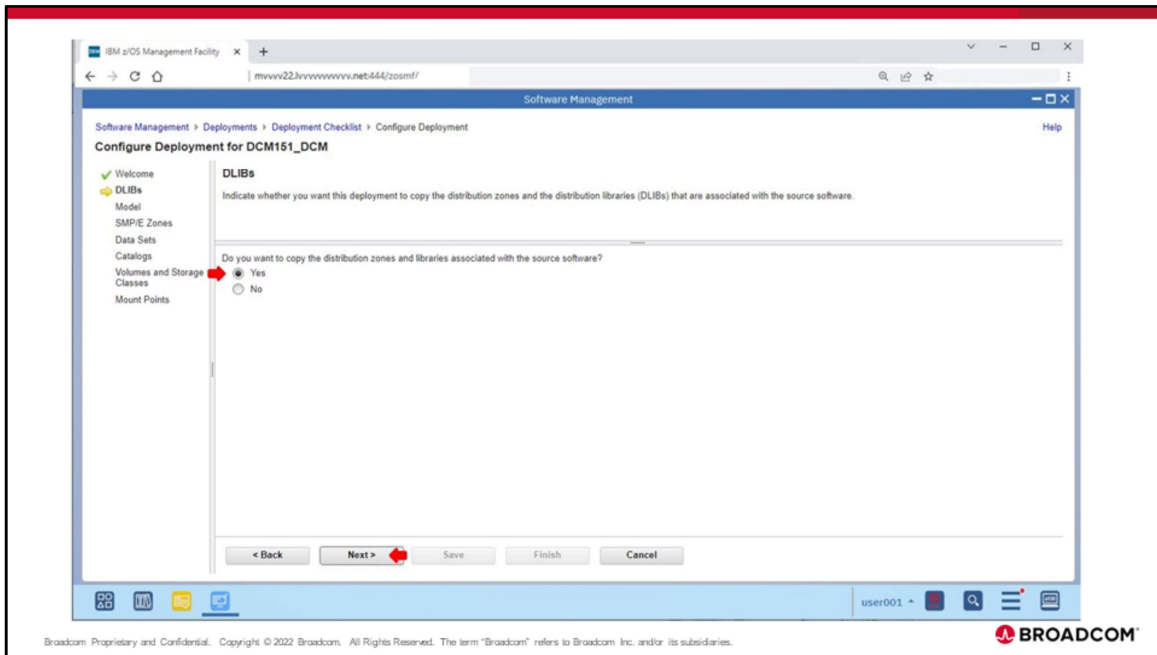 IBM z/OS Management Facility
mvvvv22.lvvvvvvvvvv.net:444/zosmf/
Software Management
Software Management Deployments Deployment Checklist Configure Deployment
Help
Configure Deployment for DCM151_DCM
Welcome
DLIBs
Model
SMP/E Zones
Data Sets
Catalogs
Volumes and Storage
Classes
Mount Points
DLIBs
Indicate whether you want this deployment to copy the distribution zones and the distribution libraries (DLIBs) that are associated with the source software.
Do you want to copy the distribution zones and libraries associated with the source software?
Yes
No
< Back
Next >
Save
Finish
Cancel
user001
Broadcom Proprietary and Confidential. Copyright © 2022 Broadcom. All Rights Reserved. The term "Broadcom" refers to Broadcom Inc. and/or its subsidiaries.
BROADCOM